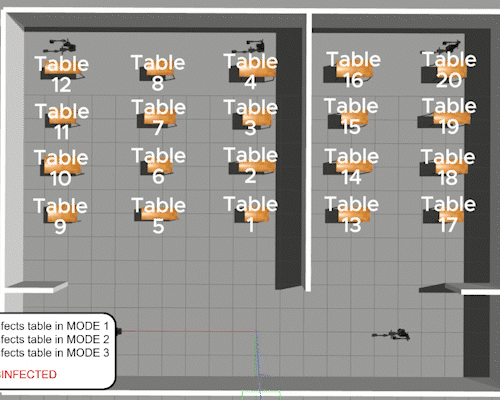 Table 12
Table 8
Table 4
Table 16
Table 20
Table 11
Table 7
Table 3
Table 15
Table 19
Table 10
Table 6
Table 2
Table 14
Table 18
Table 9
Table 5
Table 1
Table 13
Table 17
fects table in MODE 1
fects table in MODE 2
fects table in MODE 3
INFECTED